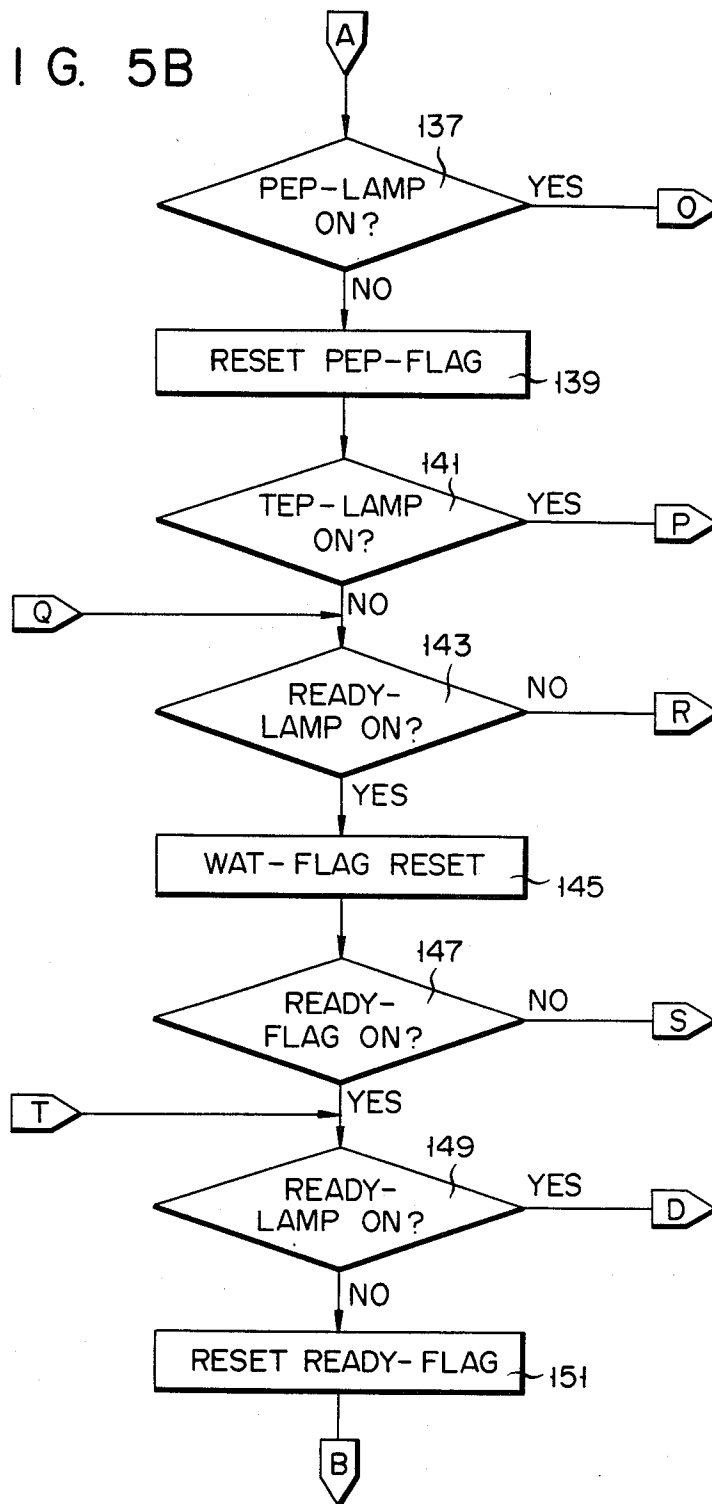 A
I G. 5B
137
PEP-LAMP
ON?
YES
O
NO
RESET PEP-FLAG
139
141
TEP-LAMP
ON?
YES
P
Q
NO
143
READY-
LAMP ON?
NO
R
YES
WAT-FLAG RESET
145
147
READY-
FLAG ON?
NO
S
T
YES
149
READY-
LAMP ON?
YES
D
NO
RESET READY-FLAG
151
B